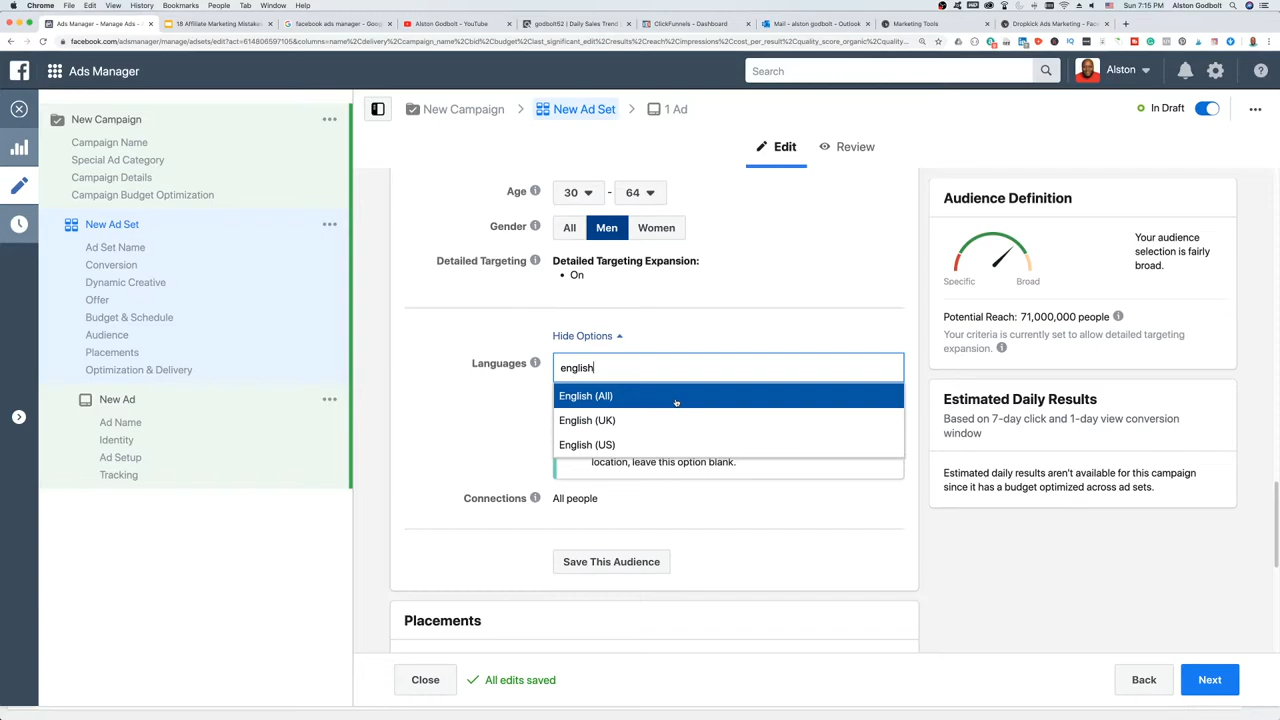 Chrome File Edit View History Bookmarks People Tab Window Help
Sun 7:15 PM Alston Godbolt
Ads Manager - Manage Ads - A
18 Affiliate Marketing Mistakes
facebook ads manager - Goog
Alston Godbolt - YouTube
godbolt52 | Daily Sales Trend
ClickFunnels - Dashboard
Mail - alston godbolt - Outlook
Marketing Tools
Dropkick Ads Marketing - Fac
facebook.com/adsmanager/manage/adsets/edit?act=614806597105&columns=name%2Cdelivery%2Ccampaign_name%2Cbid%2Cbudget%2Clast_significant_edit%2Cresults%2Creach%2Cimpressions%2Ccost_per_result%2Cquality_score_organic%2Cquality...
Ads Manager
Search
Alston
New Campaign
Campaign Name
Special Ad Category
Campaign Details
Campaign Budget Optimization
New Ad Set
Ad Set Name
Conversion
Dynamic Creative
Offer
Budget & Schedule
Audience
Placements
Optimization & Delivery
New Ad
Ad Name
Identity
Ad Setup
Tracking
New Campaign > New Ad Set > 1 Ad
In Draft
Edit
Review
Age 30 - 64
Gender All Men Women
Detailed Targeting
Detailed Targeting Expansion:
• On
Hide Options
Languages
english
English (All)
English (UK)
English (US)
location, leave this option blank.
Connections All people
Save This Audience
Placements
Close
All edits saved
Back
Next
Audience Definition
Specific
Broad
Your audience
selection is fairly
broad.
Potential Reach: 71,000,000 people
Your criteria is currently set to allow detailed targeting
expansion.
Estimated Daily Results
Based on 7-day click and 1-day view conversion
window
Estimated daily results aren't available for this campaign
since it has a budget optimized across ad sets.